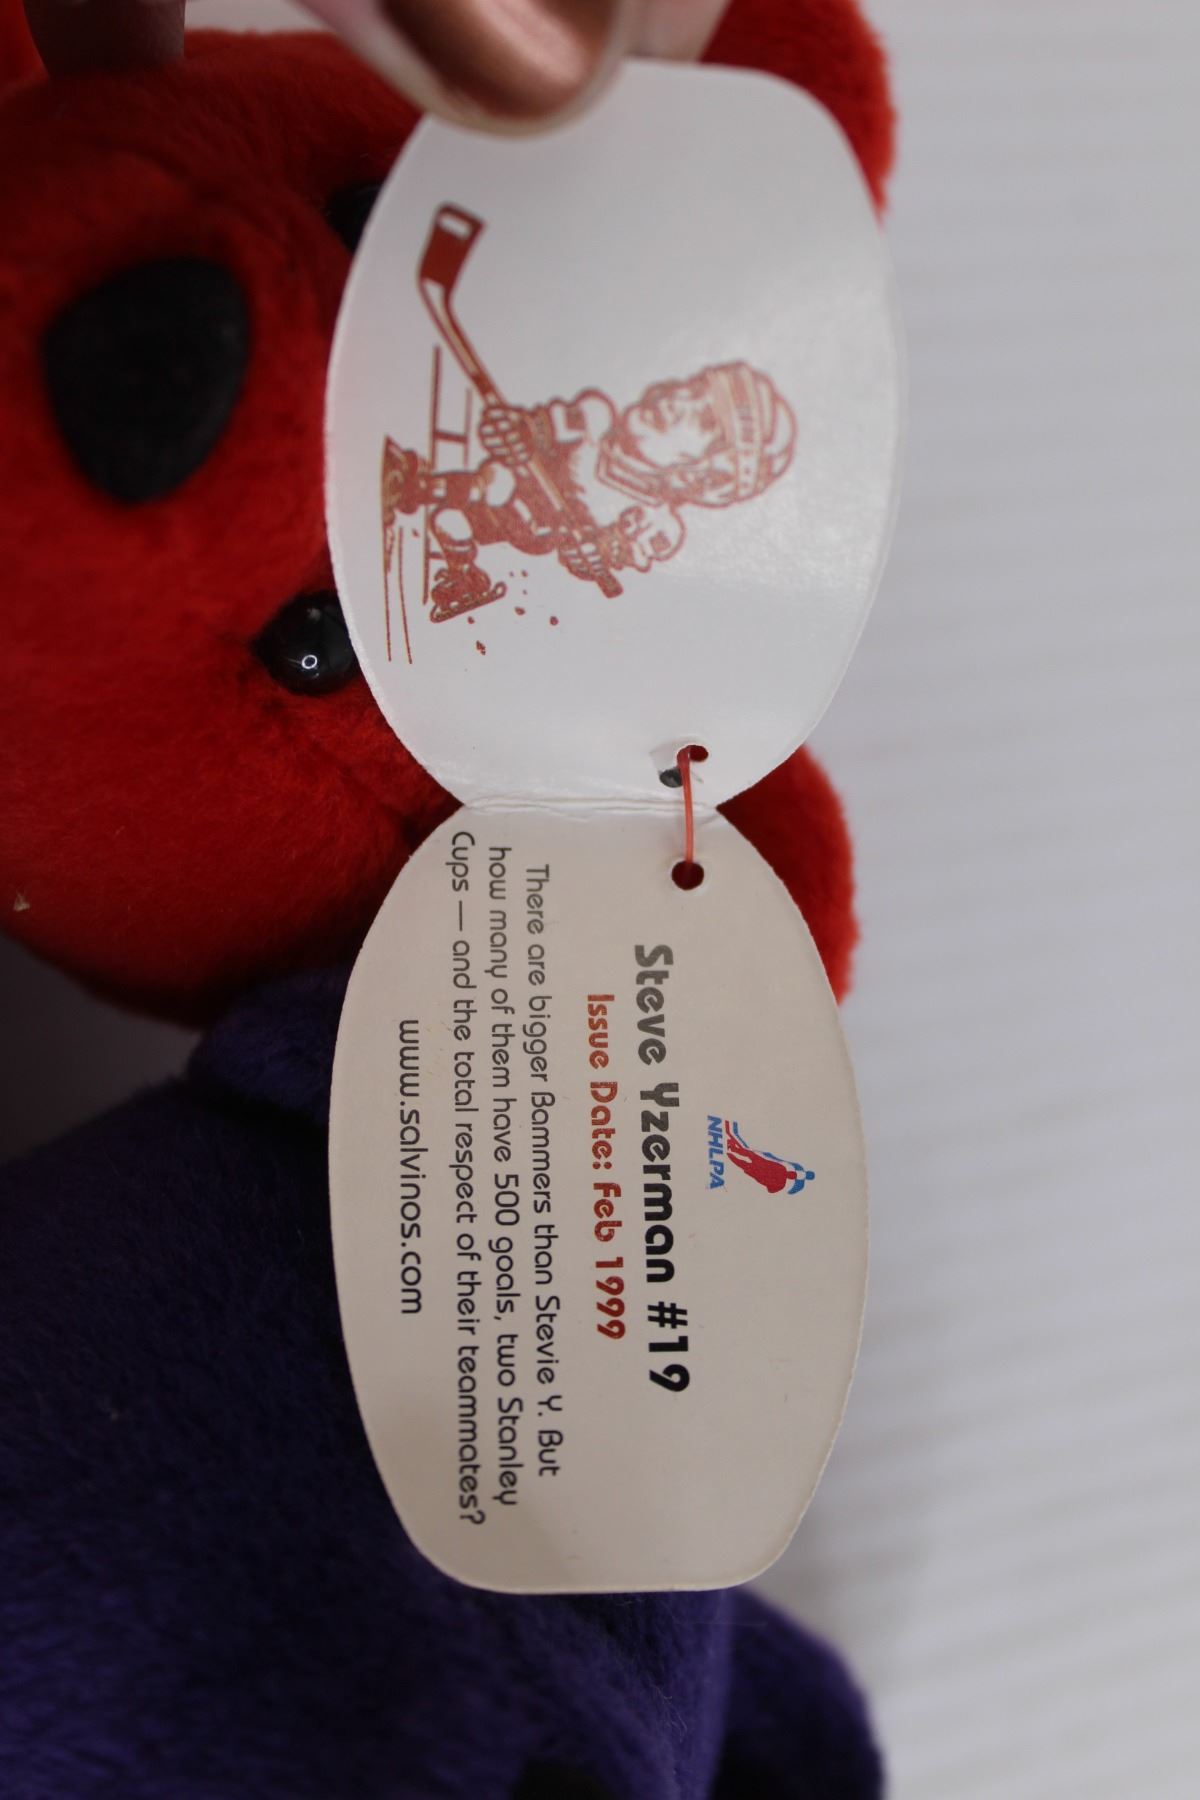 NHLPA
Steve Yzerman #19
Issue Date: Feb 1999
There are bigger Bammers than Stevie Y. But
how many of them have 500 goals, two Stanley
Cups — and the total respect of their teammates?
www.salvinos.com